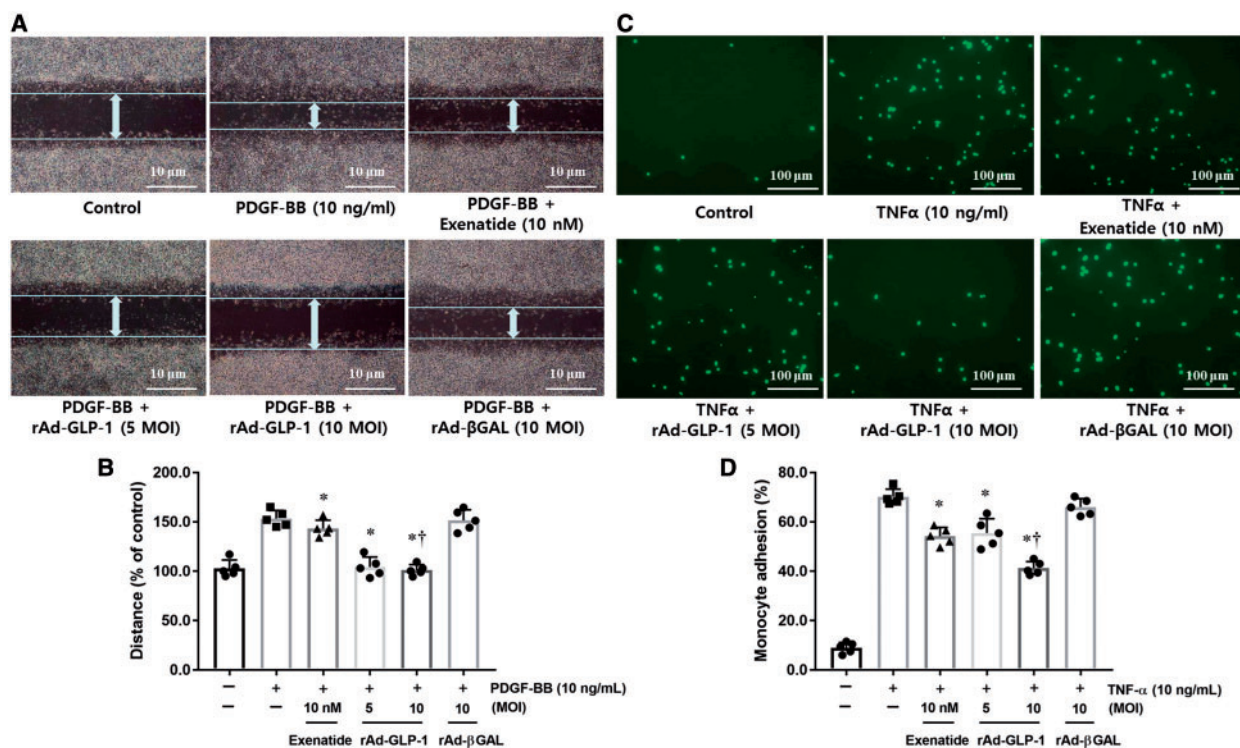 A
10 μm
10 μm
10 μm
Control
PDGF-BB (10 ng/ml)
PDGF-BB +
Exenatide (10 nM)
10 μm
10 μm
10 μm
PDGF-BB +
rAd-GLP-1 (5 MOI)
PDGF-BB +
rAd-GLP-1 (10 MOI)
PDGF-BB +
rAd-βGAL (10 MOI)
C
100 μm
100 μm
100 μm
Control
TNFα (10 ng/ml)
TNFα +
Exenatide (10 nM)
100 μm
100 μm
100 μm
TNFα +
rAd-GLP-1 (5 MOI)
TNFα +
rAd-GLP-1 (10 MOI)
TNFα +
rAd-βGAL (10 MOI)
B
Distance (% of control)
200.0
150.0
100.0
50.0
0.0
*
*
*†
– + + + + + PDGF-BB (10 ng/mL)
– – 10 nM 5 10 10 (MOI)
Exenatide rAd-GLP-1 rAd-βGAL
D
Monocyte adhesion (%)
80.0
60.0
40.0
20.0
0.0
*
*
*†
– + + + + + TNF-α (10 ng/mL)
– – 10 nM 5 10 10 (MOI)
Exenatide rAd-GLP-1 rAd-βGAL